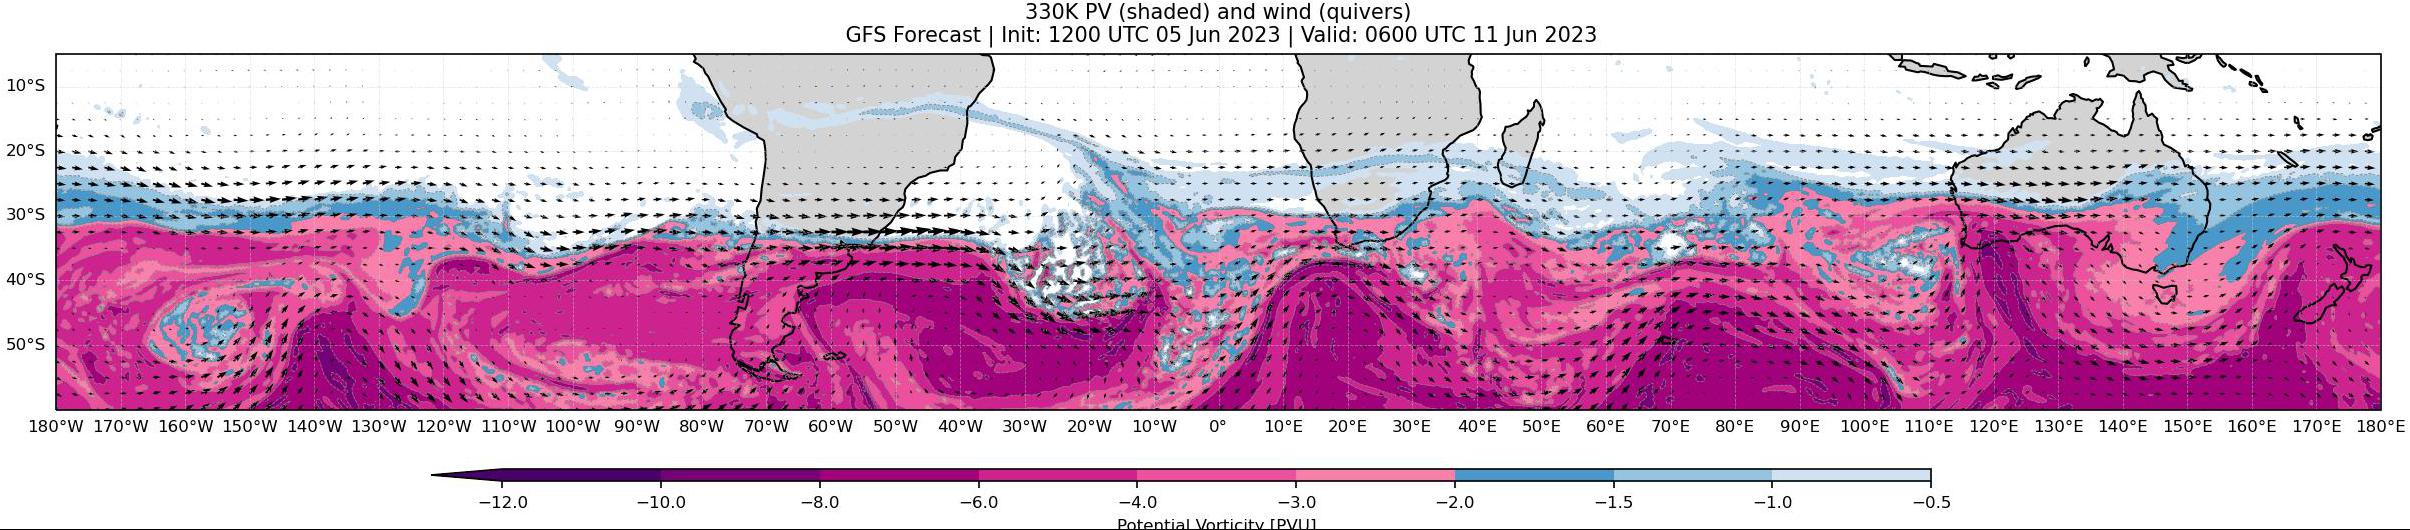 330K PV (shaded) and wind (quivers)
GFS Forecast | Init: 1200 UTC 05 Jun 2023 | Valid: 0600 UTC 11 Jun 2023
10°S
20°S
30°S
40°S
50°S
180°W 170°W 160°W 150°W 140°W 130°W 120°W 110°W 100°W 90°W 80°W 70°W 60°W 50°W 40°W 30°W 20°W 10°W 0° 10°E 20°E 30°E 40°E 50°E 60°E 70°E 80°E 90°E 100°E 110°E 120°E 130°E 140°E 150°E 160°E 170°E 180°E
−12.0 −10.0 −8.0 −6.0 −4.0 −3.0 −2.0 −1.5 −1.0 −0.5
Potential Vorticity [PVU]